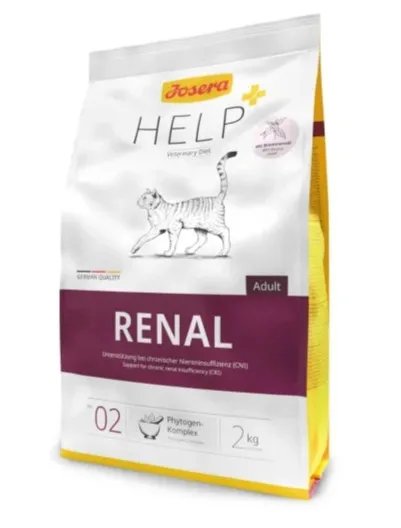 Josera
HELP
Veterinary Diet
GERMAN QUALITY
Adult
RENAL
Unterstützung bei chronischer Niereninsuffizienz (CNI)
Support for chronic renal insufficiency (CRI)
02
Phytogen-
Komplex
2 kg